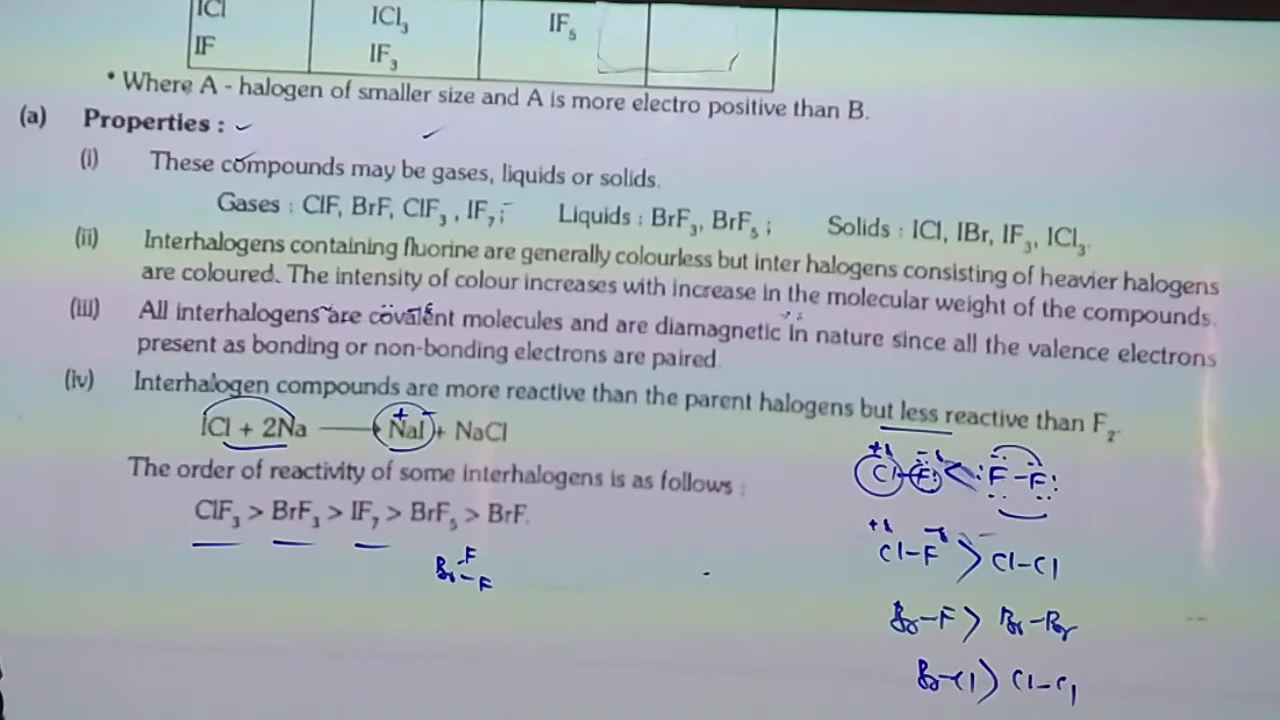 ICl ICl₃ IF₅
IF IF₃
• Where A - halogen of smaller size and A is more electro positive than B.
(a) Properties :
(i) These compounds may be gases, liquids or solids.
Gases : ClF, BrF, ClF₃ , IF₇ ; Liquids : BrF₃, BrF₅ ; Solids : ICl, IBr, IF₃, ICl₃.
(ii) Interhalogens containing fluorine are generally colourless but inter halogens consisting of heavier halogens
are coloured. The intensity of colour increases with increase in the molecular weight of the compounds.
(iii) All interhalogens are covalent molecules and are diamagnetic in nature since all the valence electrons
present as bonding or non-bonding electrons are paired.
(iv) Interhalogen compounds are more reactive than the parent halogens but less reactive than F₂.
ICl + 2Na ⟶ NaI + NaCl
The order of reactivity of some interhalogens is as follows :
ClF₃ > BrF₃ > IF₇ > BrF₅ > BrF.
Cl-F < F-F
Cl-F > Cl-Cl
Br-F > Br-Br
Br-Cl > Cl-Cl